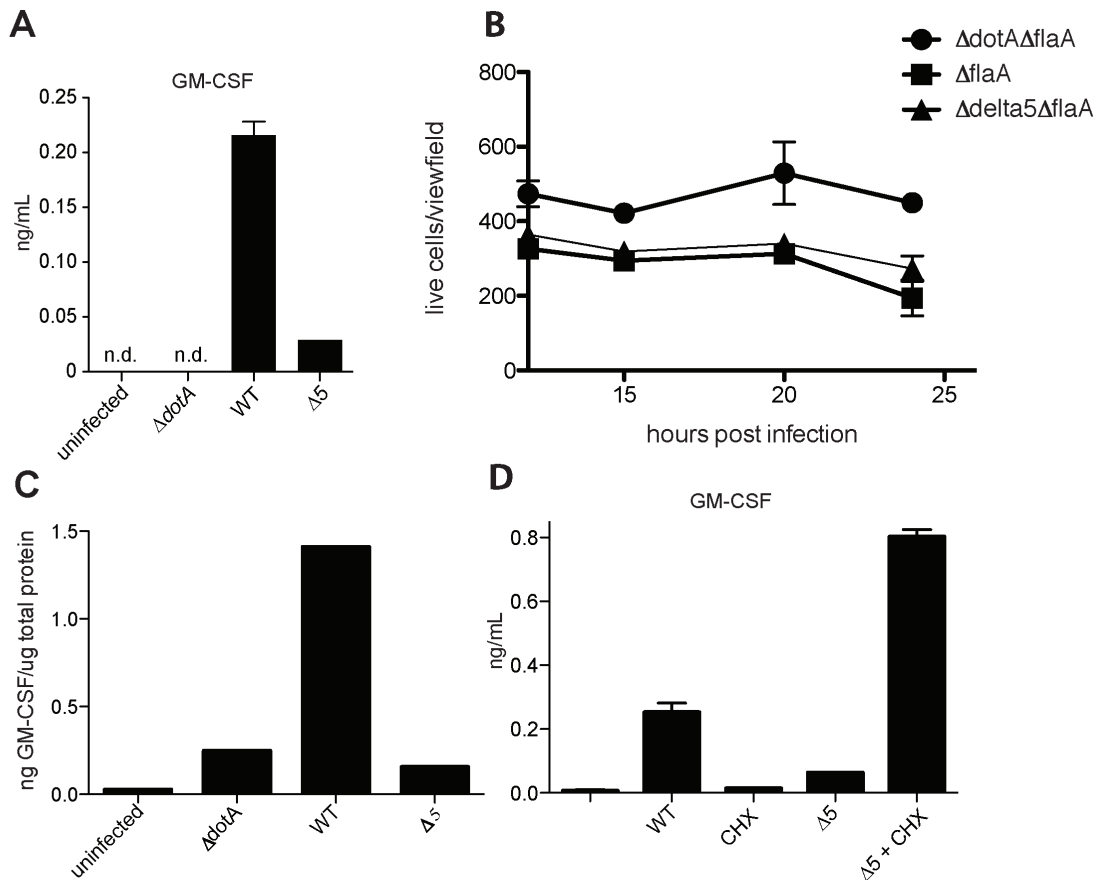 A
GM-CSF
ng/mL
0.25
0.20
0.15
0.10
0.05
0
n.d.
n.d.
uninfected
ΔdotA
WT
Δ5
B
ΔdotAΔflaA
ΔflaA
Δdelta5ΔflaA
live cells/viewfield
800
600
400
200
0
15
20
25
hours post infection
C
ng GM-CSF/ug total protein
1.5
1.0
0.5
0.0
uninfected
ΔdotA
WT
Δ5
D
GM-CSF
ng/mL
0.8
0.6
0.4
0.2
0.0
WT
CHX
Δ5
Δ5 + CHX